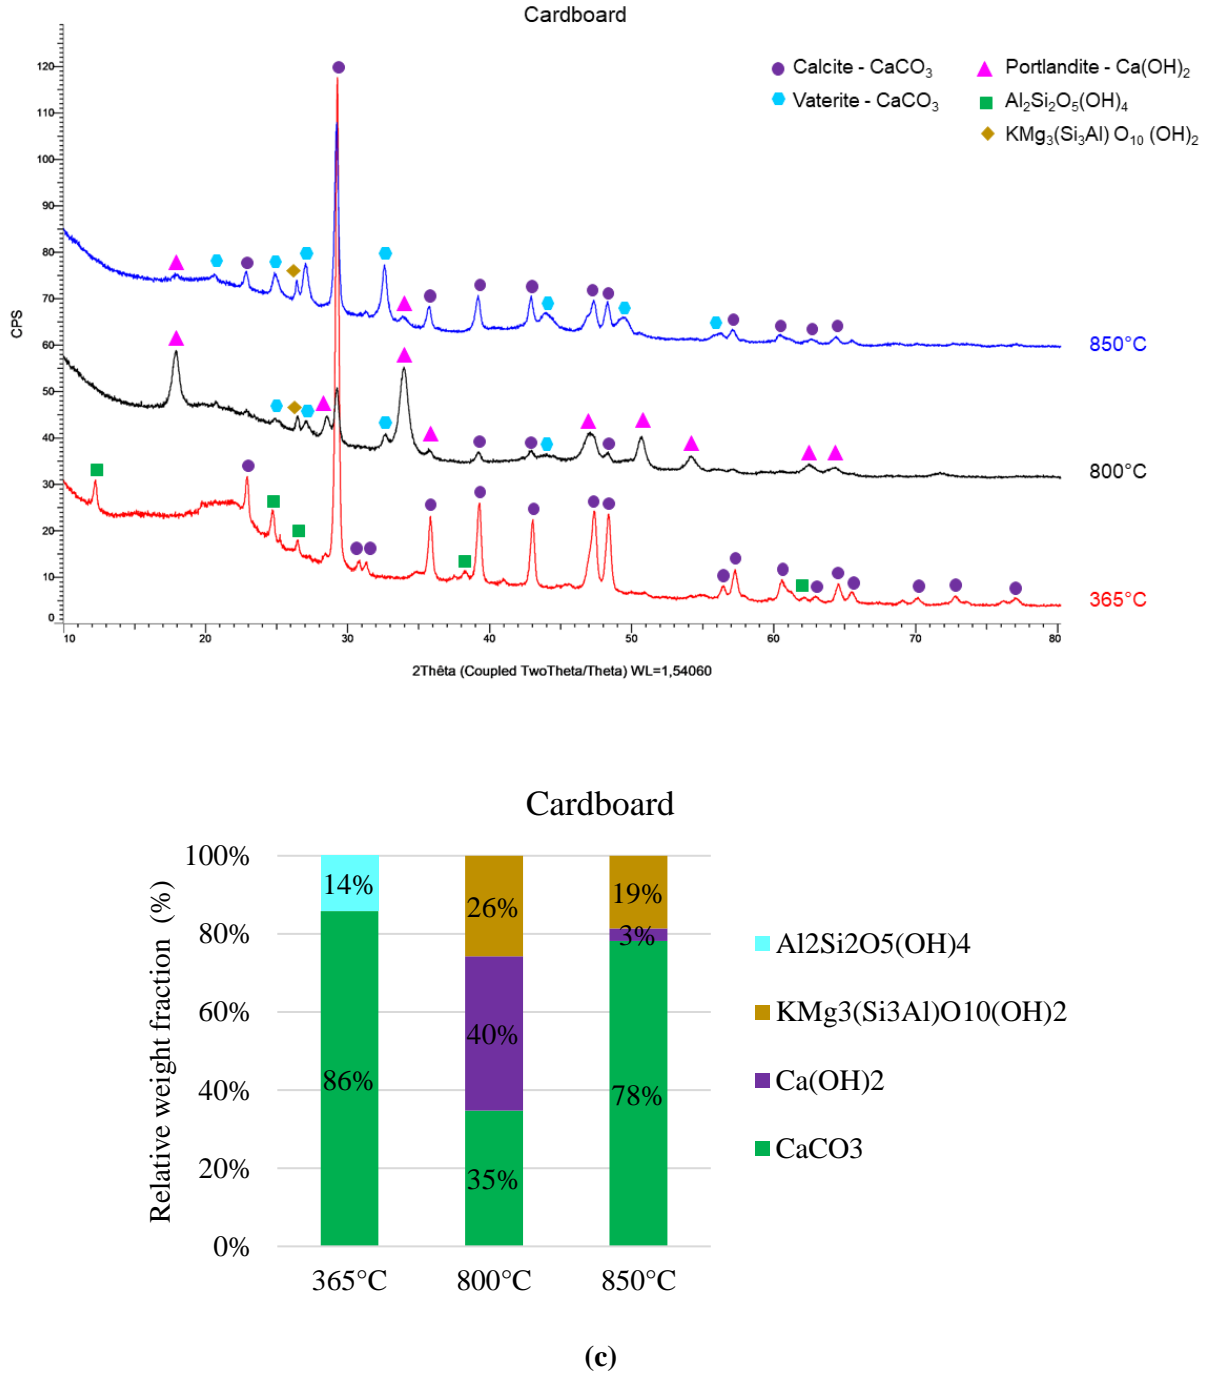 Cardboard
Calcite - CaCO₃
Portlandite - Ca(OH)₂
Vaterite - CaCO₃
Al₂Si₂O₅(OH)₄
KMg₃(Si₃Al) O₁₀ (OH)₂
CPS
120
110
100
90
80
70
60
50
40
30
20
10
0
850°C
800°C
365°C
10 20 30 40 50 60 70 80
2Thêta (Coupled TwoTheta/Theta) WL=1,54060
Cardboard
Relative weight fraction (%)
100%
80%
60%
40%
20%
0%
14%
86%
26%
40%
35%
19%
3%
78%
365°C 800°C 850°C
Al2Si2O5(OH)4
KMg3(Si3Al)O10(OH)2
Ca(OH)2
CaCO3
(c)